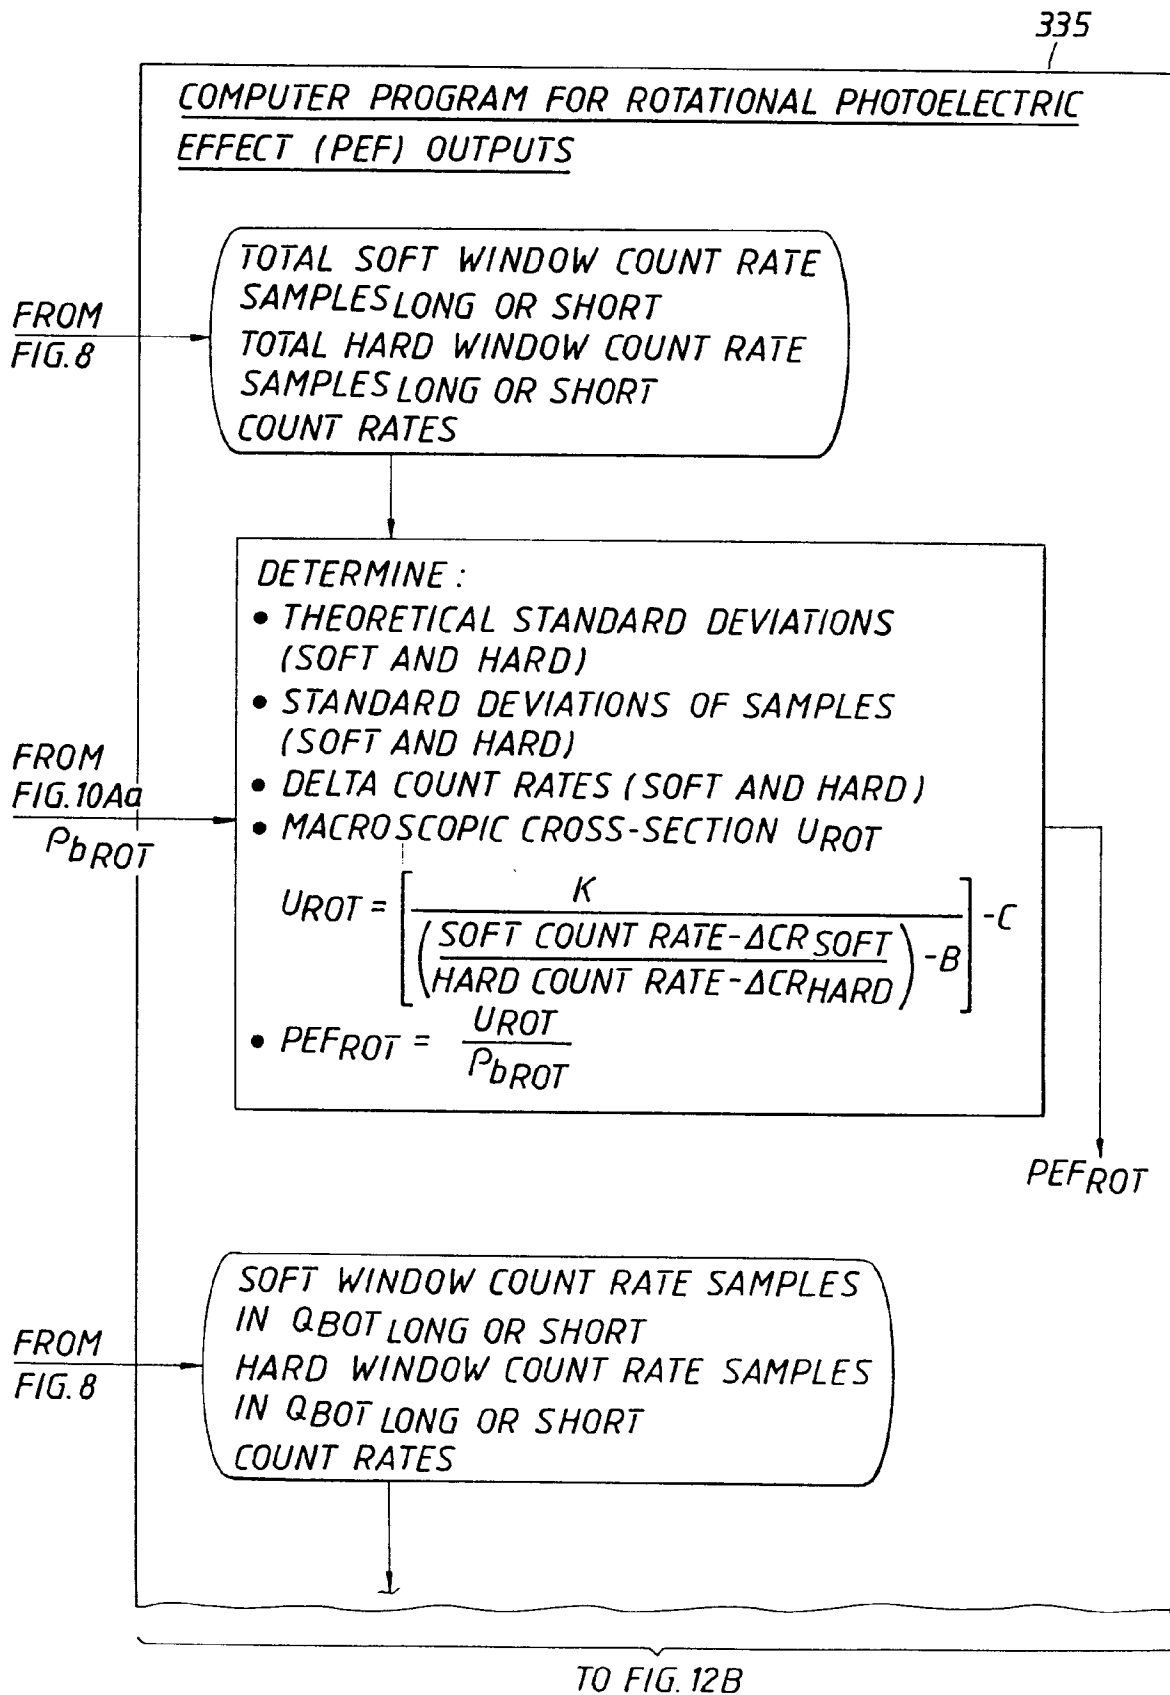 335
COMPUTER PROGRAM FOR ROTATIONAL PHOTOELECTRIC
EFFECT (PEF) OUTPUTS
TOTAL SOFT WINDOW COUNT RATE
SAMPLES LONG OR SHORT
TOTAL HARD WINDOW COUNT RATE
SAMPLES LONG OR SHORT
COUNT RATES
FROM
FIG. 8
DETERMINE :
• THEORETICAL STANDARD DEVIATIONS
(SOFT AND HARD)
• STANDARD DEVIATIONS OF SAMPLES
(SOFT AND HARD)
• DELTA COUNT RATES (SOFT AND HARD)
• MACROSCOPIC CROSS-SECTION UROT
UROT = [ K / ( ( SOFT COUNT RATE-ΔCR SOFT / HARD COUNT RATE-ΔCRHARD ) -B ) ] -C
• PEFROT = UROT / ρbROT
FROM
FIG. 10Aa
ρbROT
PEFROT
SOFT WINDOW COUNT RATE SAMPLES
IN QBOT LONG OR SHORT
HARD WINDOW COUNT RATE SAMPLES
IN QBOT LONG OR SHORT
COUNT RATES
FROM
FIG. 8
TO FIG. 12B